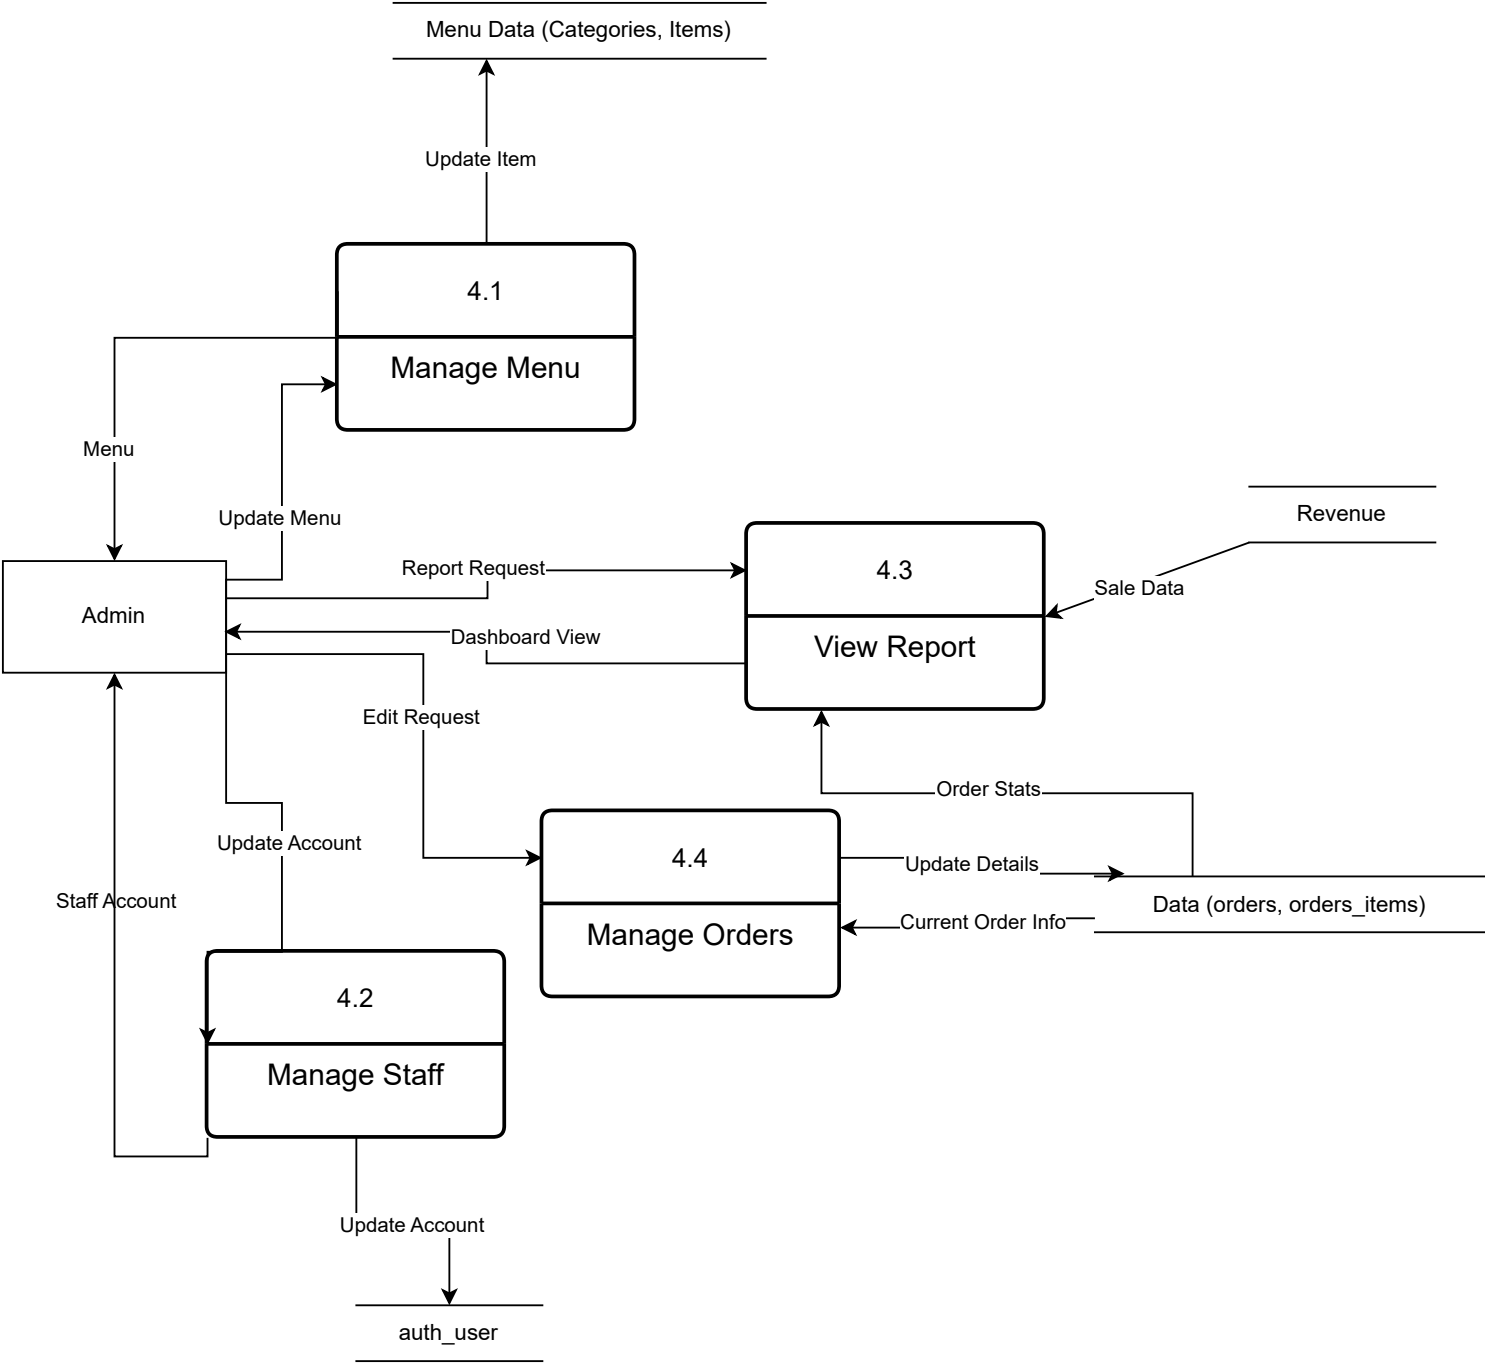 Menu Data (Categories, Items)
Update Item
4.1
Manage Menu
Menu
Update Menu
Revenue
Report Request
4.3
Sale Data
Admin
Dashboard View
View Report
Edit Request
Order Stats
Update Account
4.4
Update Details
Staff Account
Data (orders, orders_items)
Current Order Info
Manage Orders
4.2
Manage Staff
Update Account
auth_user